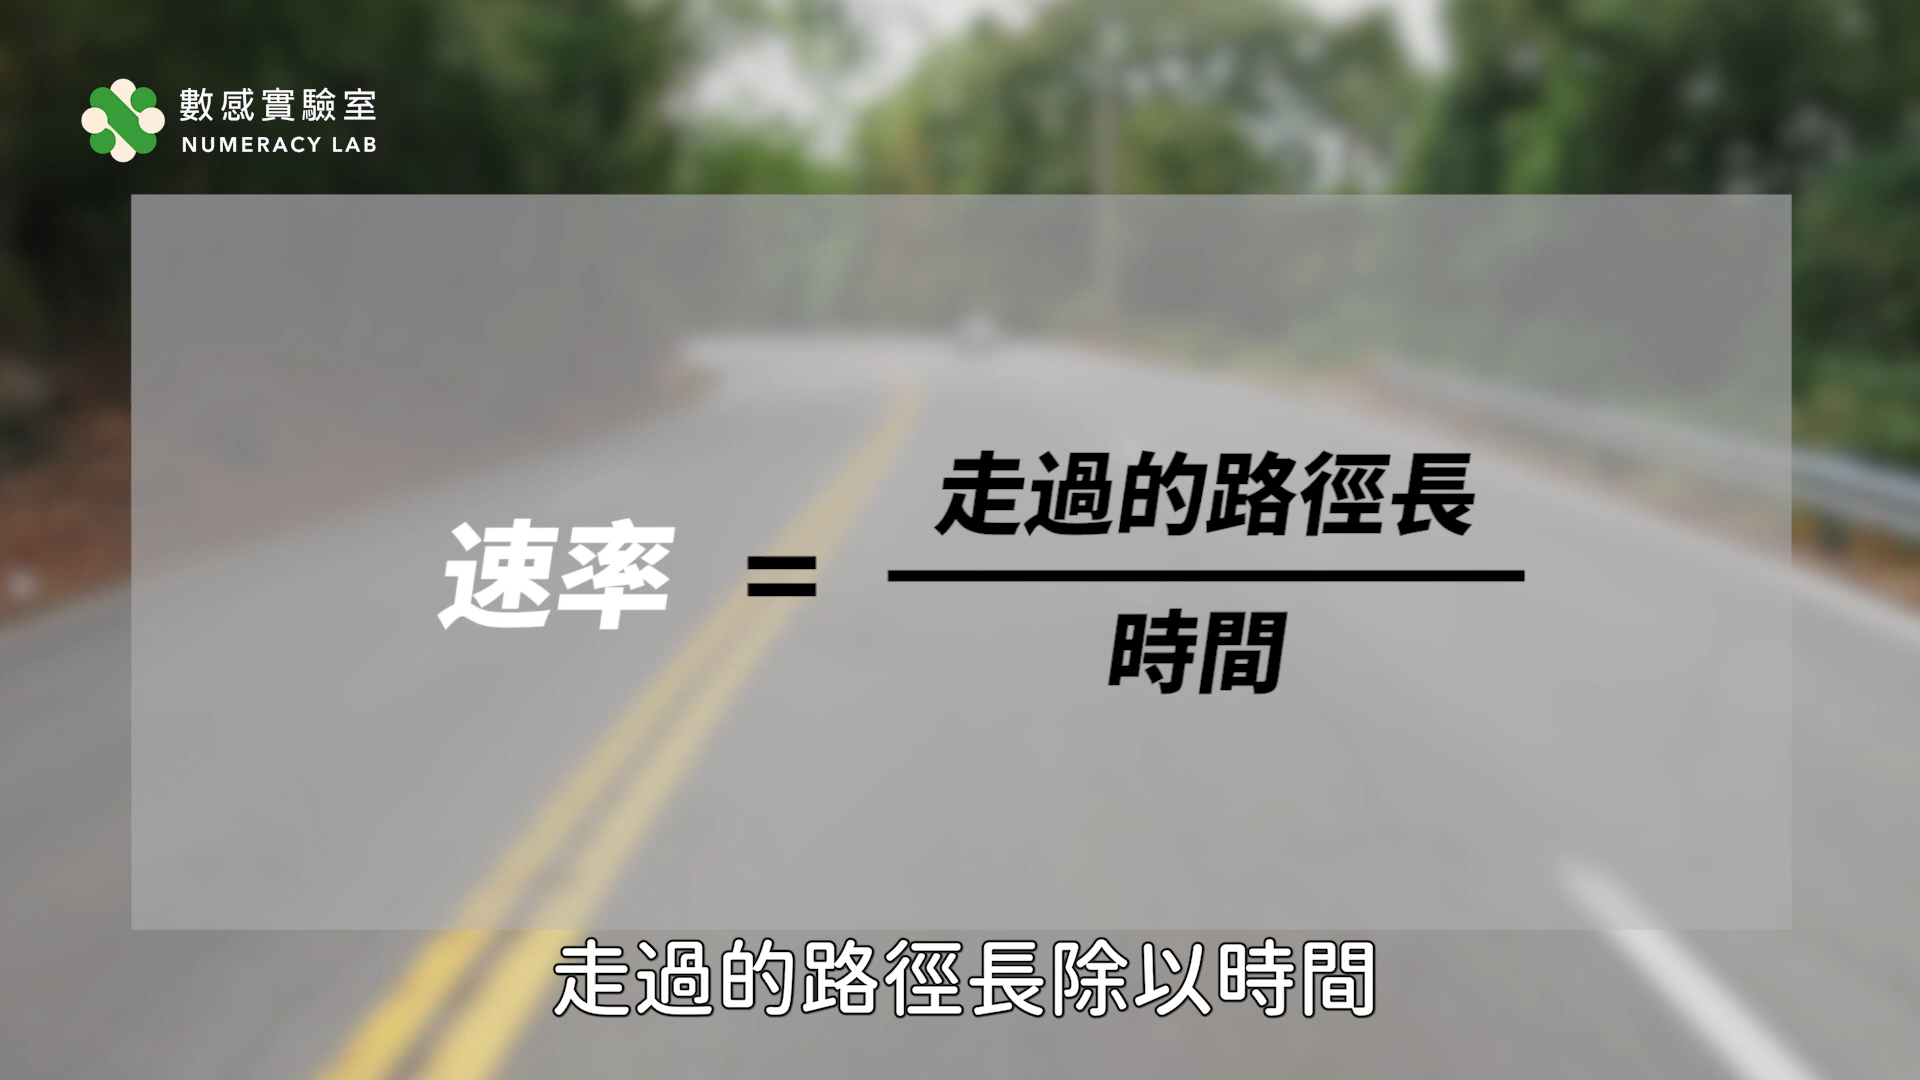 數感實驗室
NUMERACY LAB
走過的路徑長
速率 =
時間
走過的路徑長除以時間